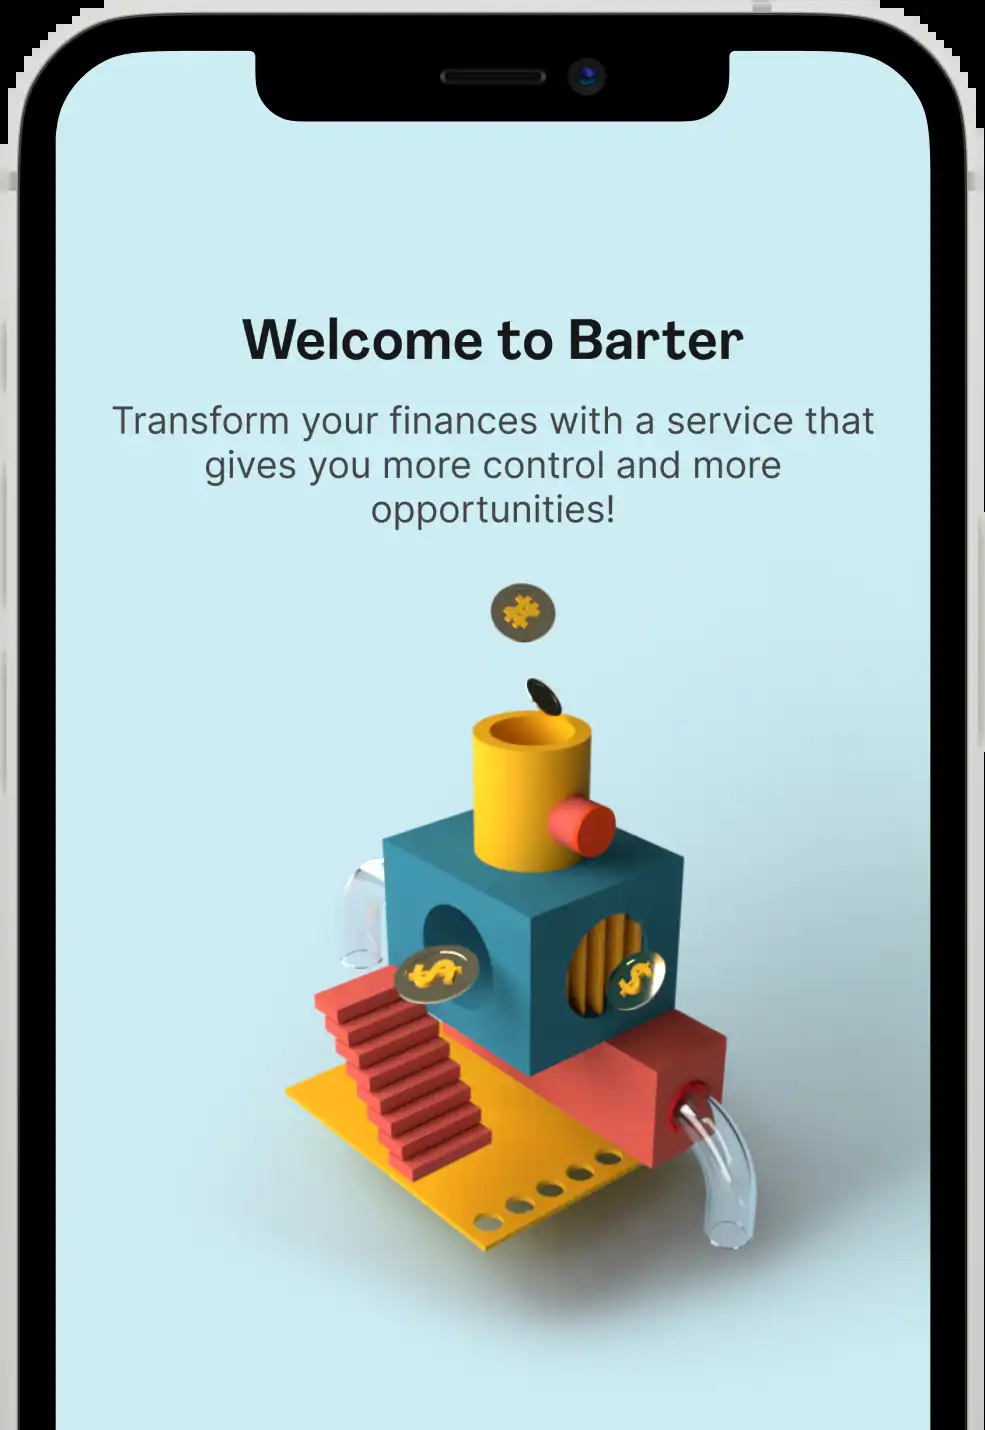 Welcome to Barter
Transform your finances with a service that
gives you more control and more
opportunities!
$
$